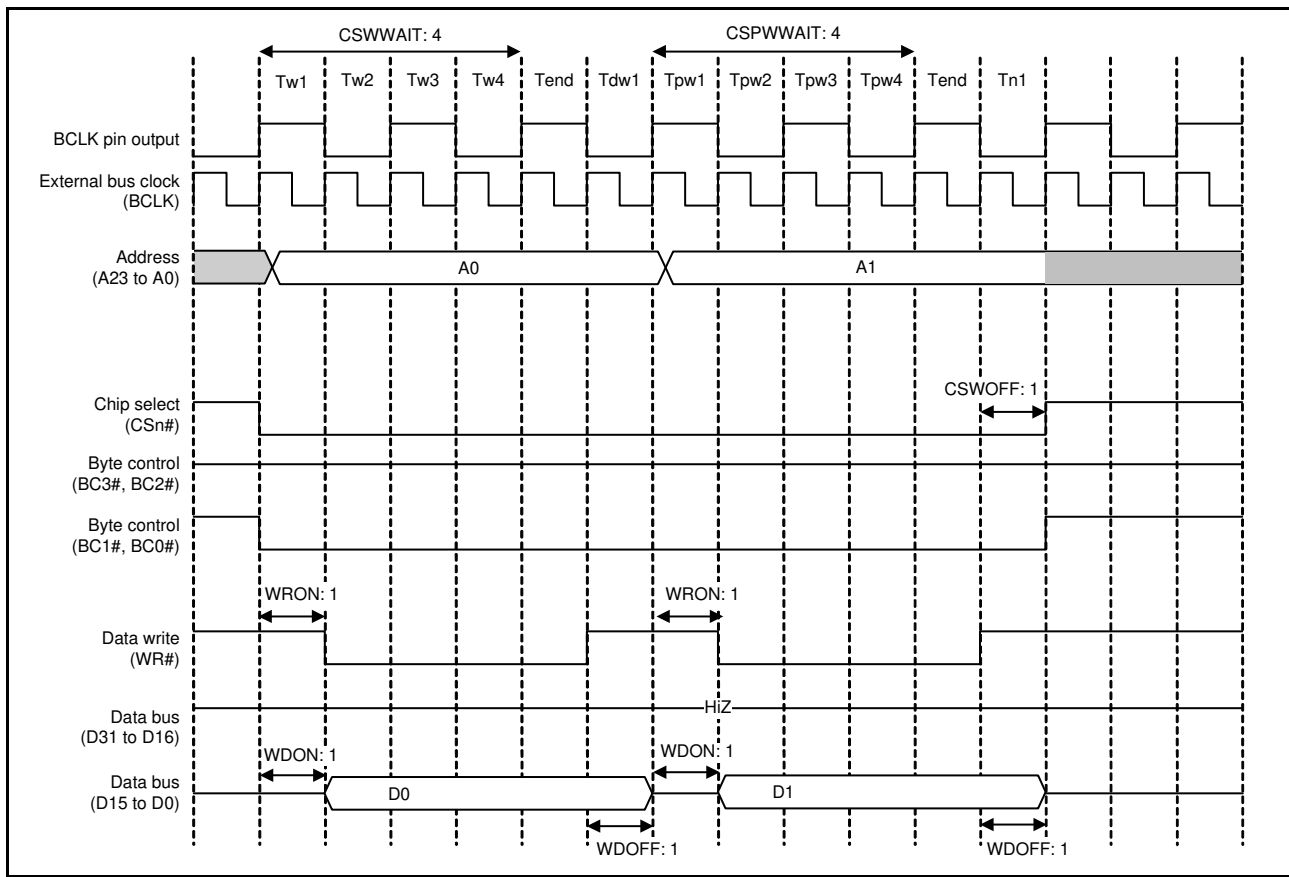 CSWWAIT: 4 CSPWWAIT: 4
Tw1 Tw2 Tw3 Tw4 Tend Tdw1 Tpw1 Tpw2 Tpw3 Tpw4 Tend Tn1
BCLK pin output
External bus clock
(BCLK)
Address
(A23 to A0)
A0 A1
CSWOFF: 1
Chip select
(CSn#)
Byte control
(BC3#, BC2#)
Byte control
(BC1#, BC0#)
WRON: 1 WRON: 1
Data write
(WR#)
HiZ
Data bus
(D31 to D16)
WDON: 1 WDON: 1
Data bus
(D15 to D0)
D0 D1
WDOFF: 1 WDOFF: 1